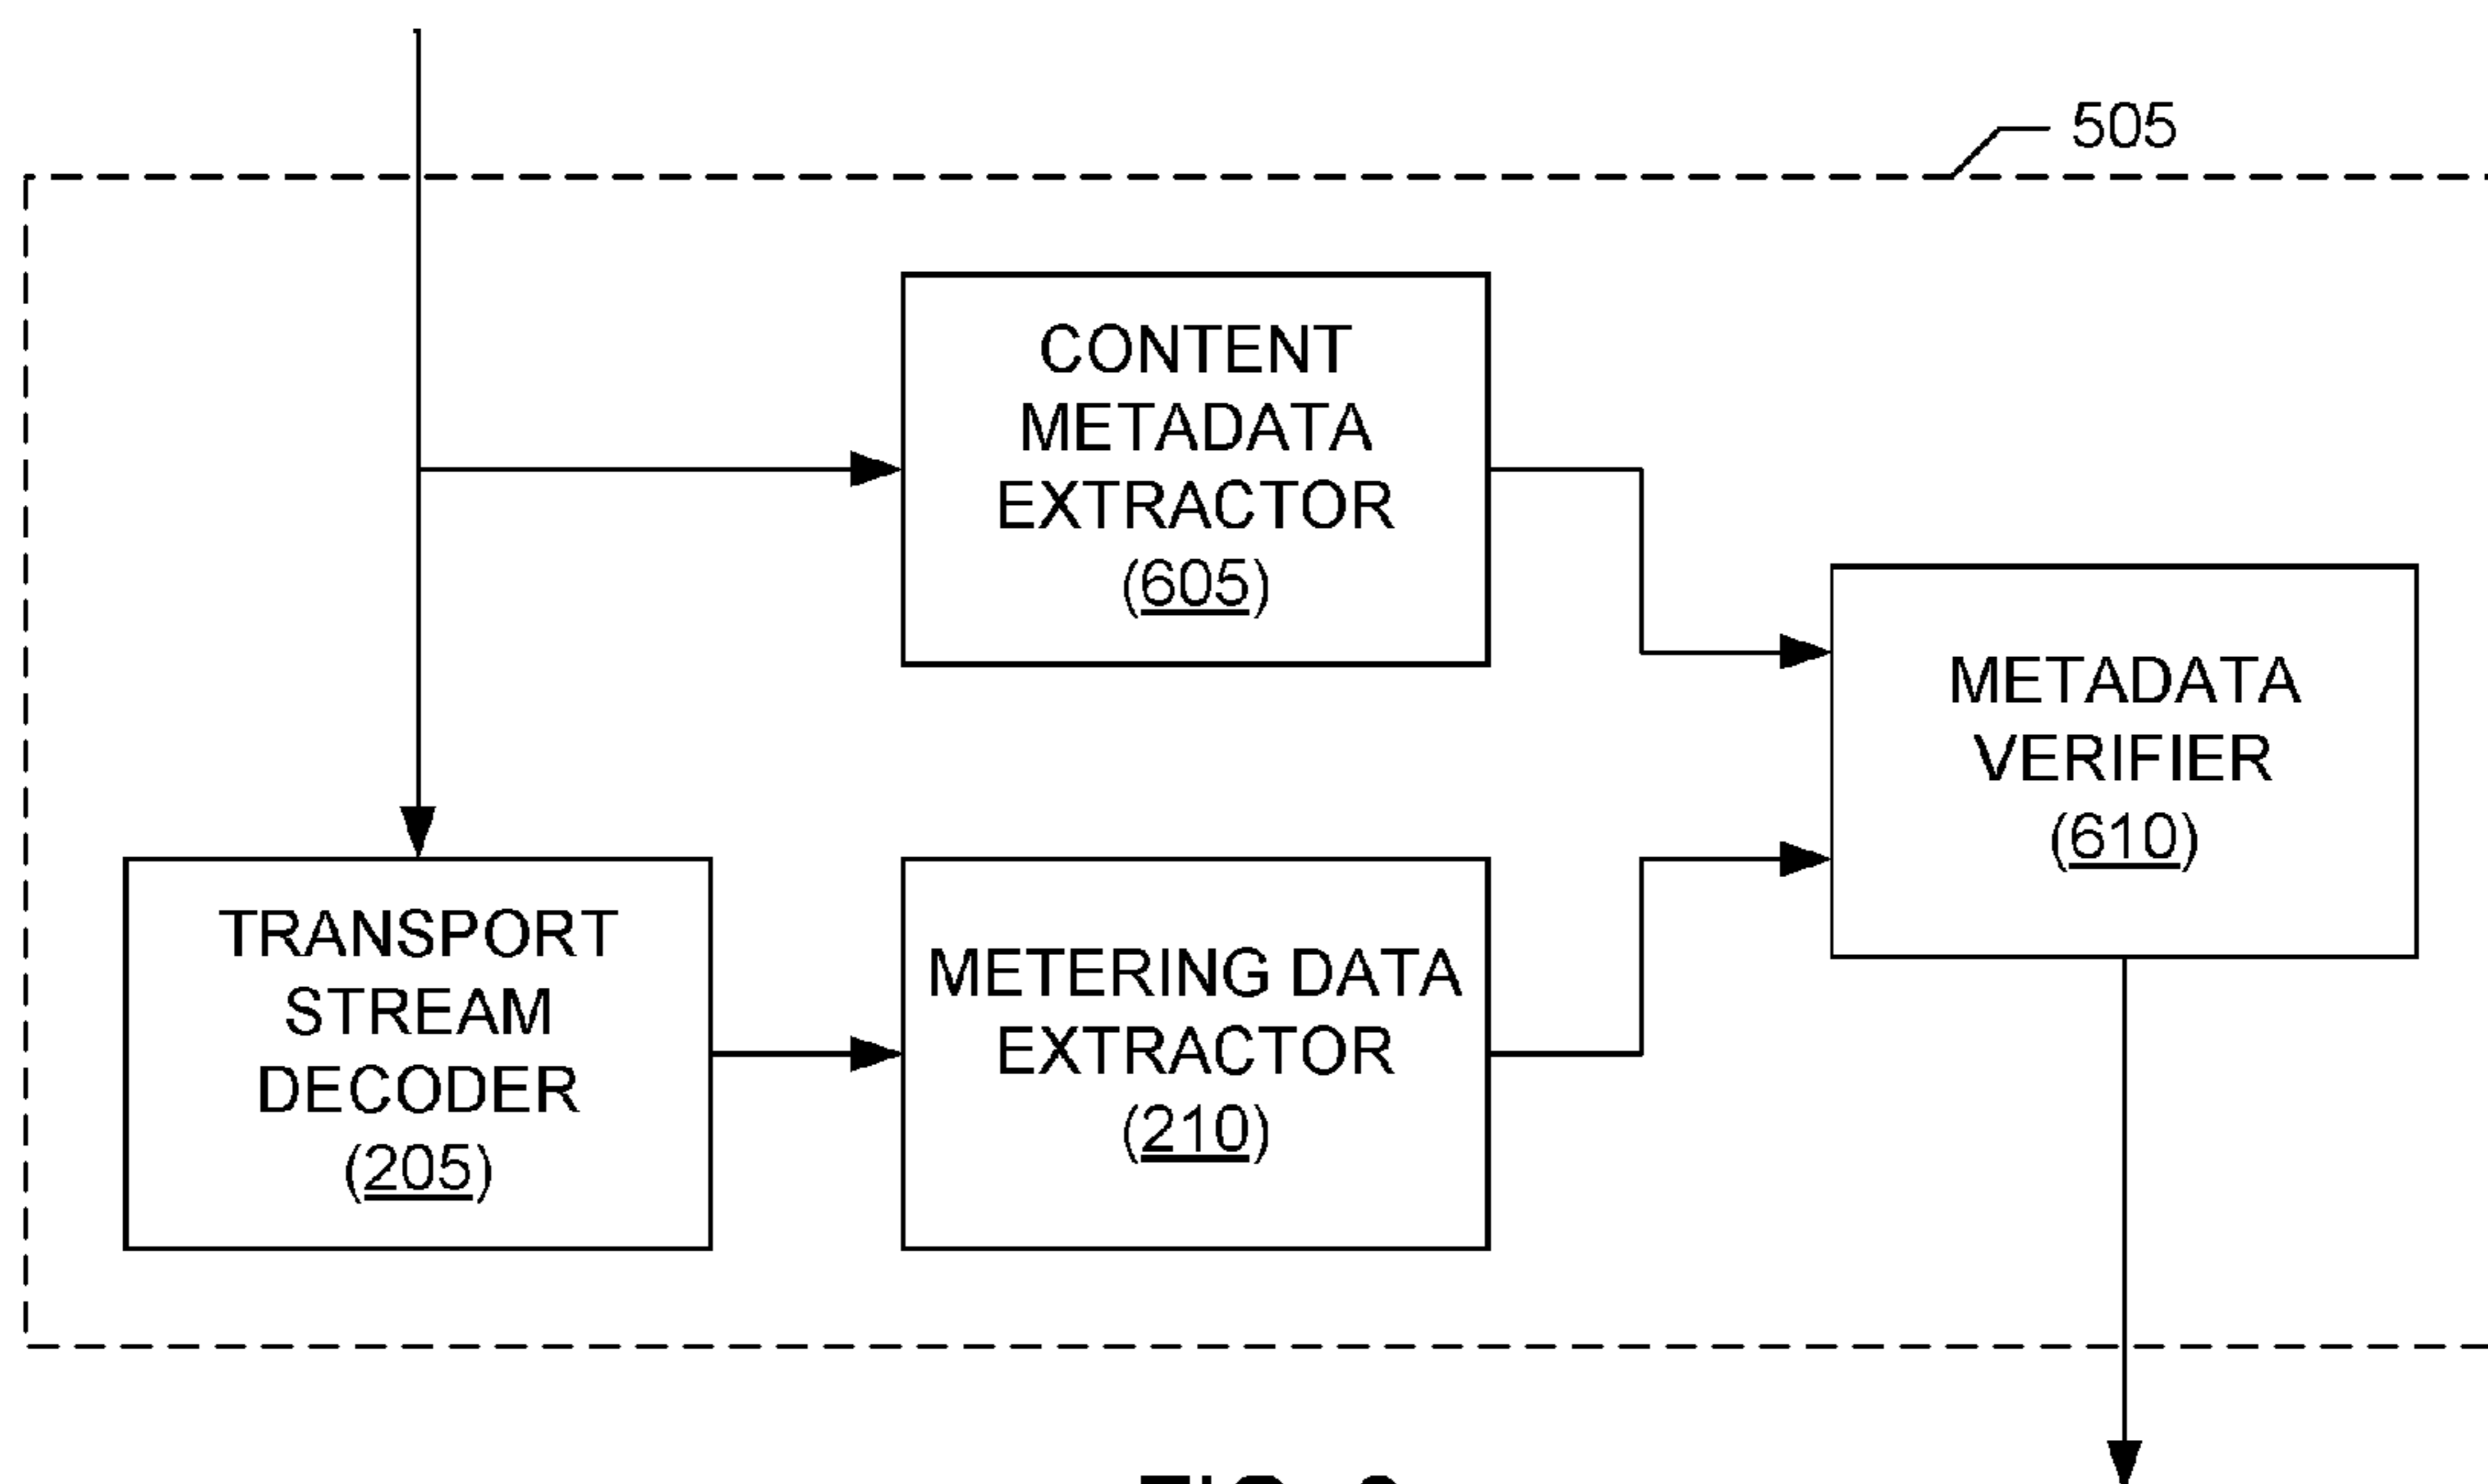 505
CONTENT
METADATA
EXTRACTOR
(605)
METADATA
VERIFIER
(610)
TRANSPORT
STREAM
DECODER
(205)
METERING DATA
EXTRACTOR
(210)